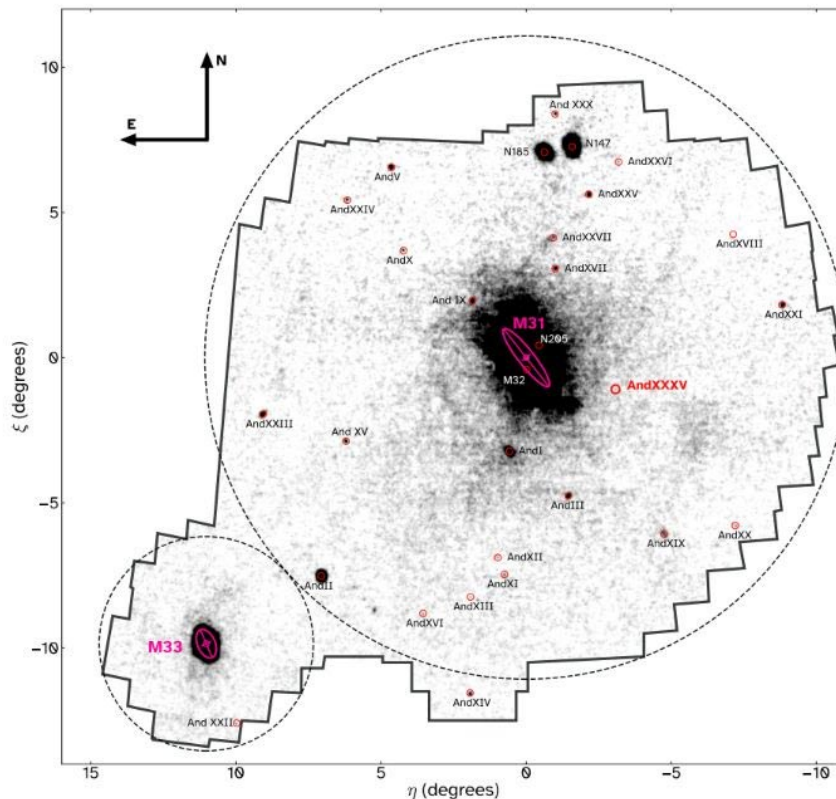 10
5
0
-5
-10
ξ (degrees)
15
10
5
0
-5
-10
η (degrees)
N
E
And XXX
N185
N147
AndXXVI
AndV
AndXXV
AndXXIV
AndXXVII
AndXVIII
AndX
AndXVII
And IX
AndXXI
M31
N205
M32
AndXXXV
AndXXIII
And XV
AndI
AndIII
AndXX
AndXIX
AndXII
AndXI
AndII
AndXIII
AndXVI
M33
AndXIV
And XXII